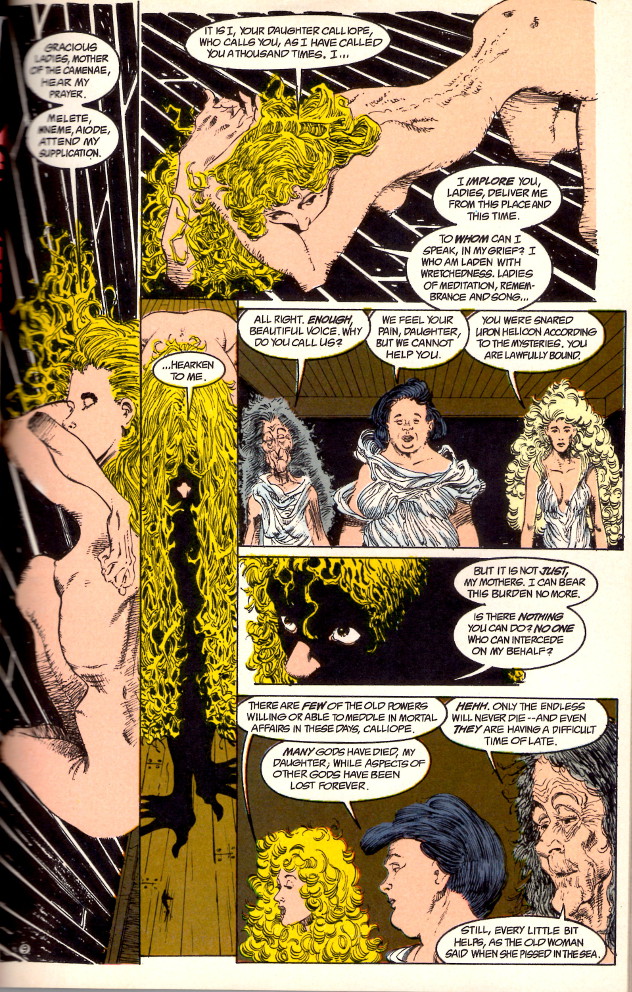 GRACIOUS
LADIES, MOTHER
OF THE CAMENAE,
HEAR MY
PRAYER.
MELETE,
MNEME, AIODE,
ATTEND MY
SUPPLICATION.
IT IS I, YOUR DAUGHTER CALLIOPE,
WHO CALLS YOU, AS I HAVE CALLED
YOU A THOUSAND TIMES. I...
I IMPLORE YOU,
LADIES, DELIVER ME
FROM THIS PLACE AND
THIS TIME.
TO WHOM CAN I
SPEAK, IN MY GRIEF? I
WHO AM LADEN WITH
WRETCHEDNESS. LADIES
OF MEDITATION, REMEM-
BRANCE AND SONG...
...HEARKEN
TO ME.
ALL RIGHT. ENOUGH,
BEAUTIFUL VOICE. WHY
DO YOU CALL US?
WE FEEL YOUR
PAIN, DAUGHTER,
BUT WE CANNOT
HELP YOU.
YOU WERE SNARED
UPON HELICON ACCORDING
TO THE MYSTERIES. YOU
ARE LAWFULLY BOUND.
BUT IT IS NOT JUST,
MY MOTHERS. I CAN BEAR
THIS BURDEN NO MORE.
IS THERE NOTHING
YOU CAN DO? NO ONE
WHO CAN INTERCEDE
ON MY BEHALF?
THERE ARE FEW OF THE OLD POWERS
WILLING OR ABLE TO MEDDLE IN MORTAL
AFFAIRS IN THESE DAYS, CALLIOPE.
MANY GODS HAVE DIED, MY
DAUGHTER; WHILE ASPECTS OF
OTHER GODS HAVE BEEN
LOST FOREVER.
HEHH. ONLY THE ENDLESS
WILL NEVER DIE--AND EVEN
THEY ARE HAVING A DIFFICULT
TIME OF LATE.
STILL, EVERY LITTLE BIT
HELPS, AS THE OLD WOMAN
SAID WHEN SHE PISSED IN THE SEA.